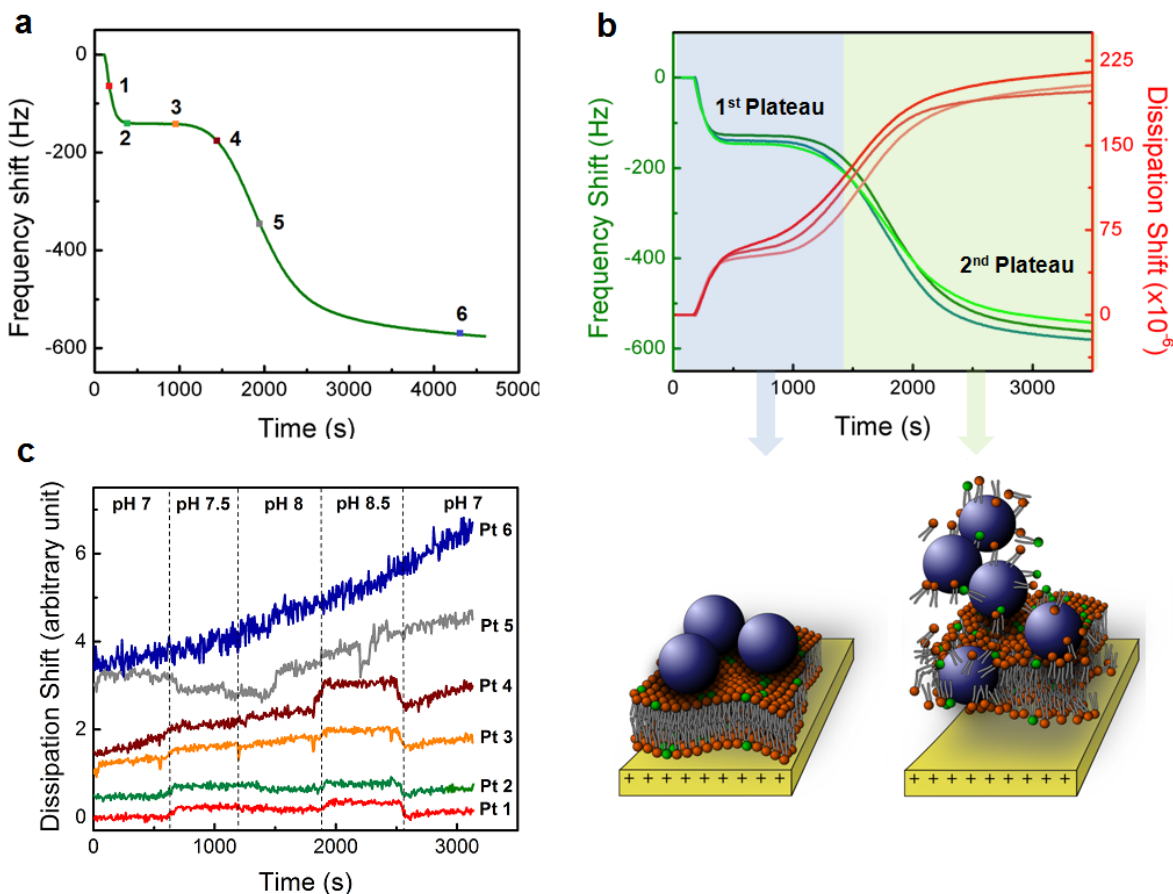 a
0
-200
-400
-600
Frequency shift (Hz)
0 1000 2000 3000 4000 5000
Time (s)
1
2
3
4
5
6
b
0
-200
-400
-600
Frequency Shift (Hz)
0 1000 2000 3000
Time (s)
225
150
75
0
Dissipation Shift (x10-6)
1st Plateau
2nd Plateau
c
pH 7 pH 7.5 pH 8 pH 8.5 pH 7
Pt 6
Pt 5
Pt 4
Pt 3
Pt 2
Pt 1
6
4
2
0
Dissipation Shift (arbitrary unit)
0 1000 2000 3000
Time (s)
+ + + + + + + + + +
+ + + + + + + + + +